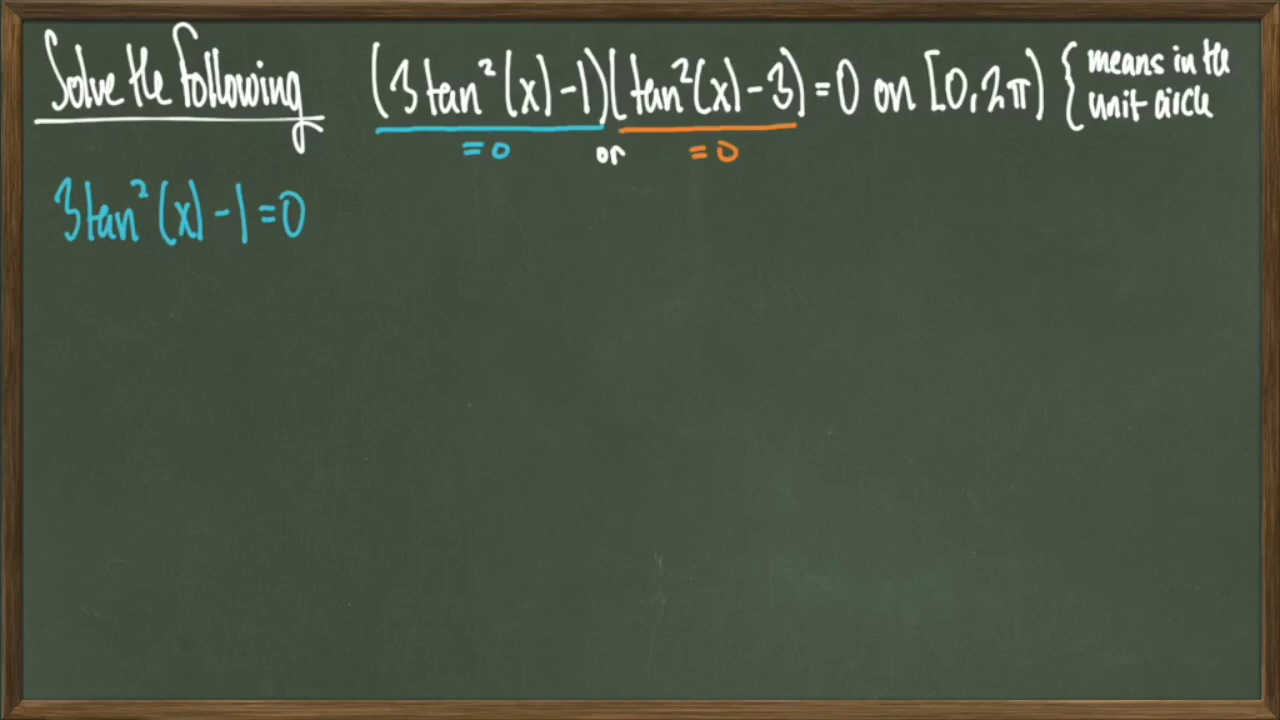 Solve the Following (3tan²(x)-1)(tan²(x)-3)=0 on [0,2π) { means in the
unit circle
=0 or =0
3tan²(x)-1=0